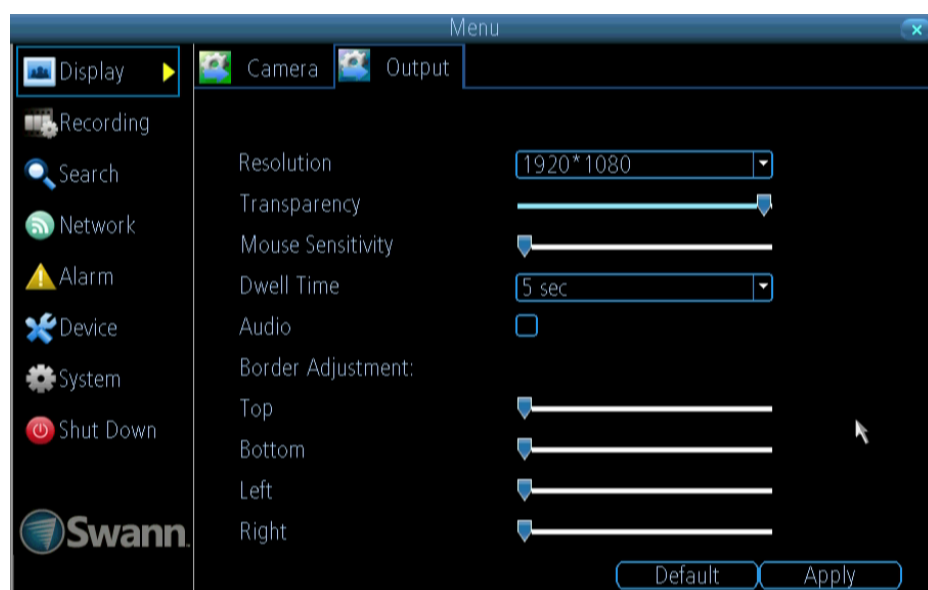 Menu
Display
Camera
Output
Recording
Search
Network
Alarm
Device
System
Shut Down
Swann
Resolution
1920*1080
Transparency
Mouse Sensitivity
Dwell Time
5 sec
Audio
Border Adjustment:
Top
Bottom
Left
Right
Default
Apply